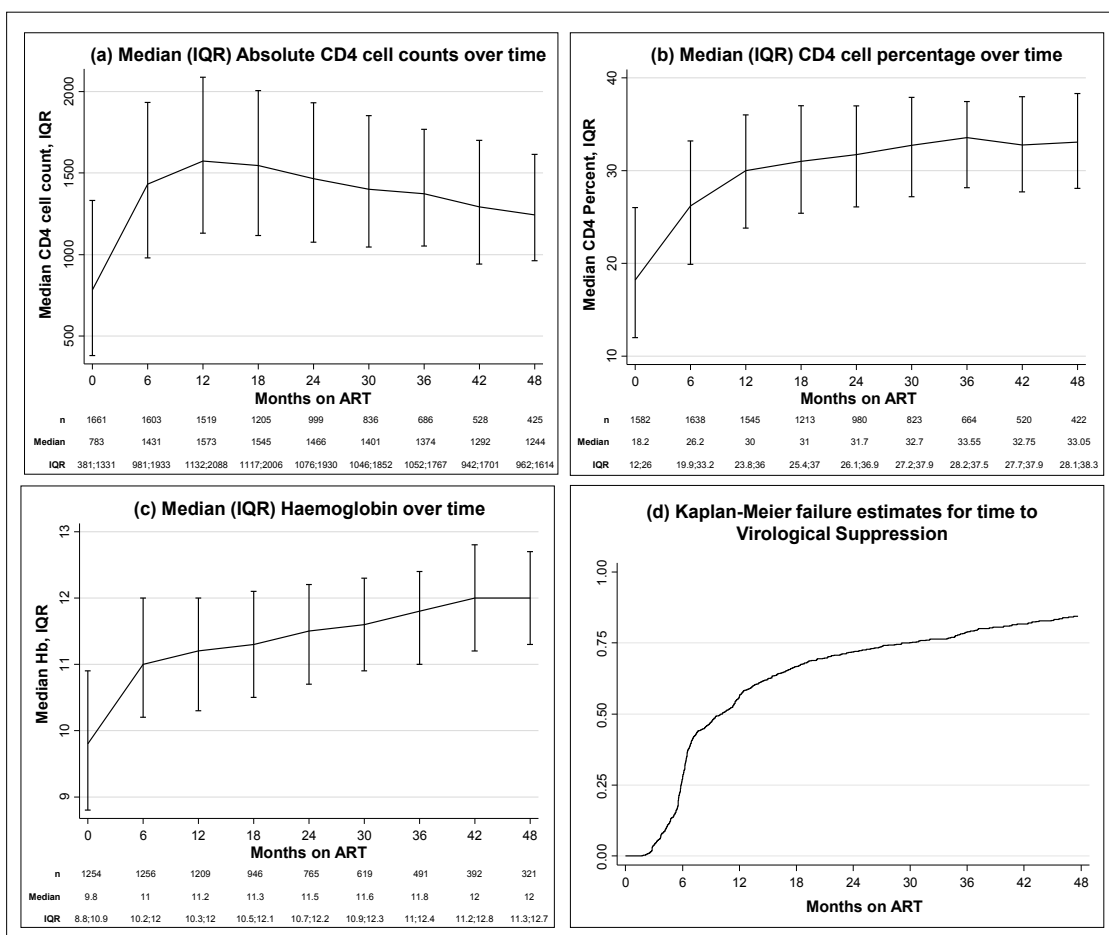 (a) Median (IQR) Absolute CD4 cell counts over time
Median CD4 cell count, IQR
2000
1500
1000
500
0 6 12 18 24 30 36 42 48
Months on ART
n 1661 1603 1519 1205 999 836 686 528 425
Median 783 1431 1573 1545 1466 1401 1374 1292 1244
IQR 381;1331 981;1933 1132;2088 1117;2006 1076;1930 1046;1852 1052;1767 942;1701 962;1614
(b) Median (IQR) CD4 cell percentage over time
Median CD4 Percent, IQR
40
30
20
10
0 6 12 18 24 30 36 42 48
Months on ART
n 1582 1638 1545 1213 980 823 664 520 422
Median 18.2 26.2 30 31 31.7 32.7 33.55 32.75 33.05
IQR 12;26 19.9;33.2 23.8;36 25.4;37 26.1;36.9 27.2;37.9 28.2;37.5 27.7;37.9 28.1;38.3
(c) Median (IQR) Haemoglobin over time
Median Hb, IQR
13
12
11
10
9
0 6 12 18 24 30 36 42 48
Months on ART
n 1254 1256 1209 946 765 619 491 392 321
Median 9.8 11 11.2 11.3 11.5 11.6 11.8 12 12
IQR 8.8;10.9 10.2;12 10.3;12 10.5;12.1 10.7;12.2 10.9;12.3 11;12.4 11.2;12.8 11.3;12.7
(d) Kaplan-Meier failure estimates for time to
Virological Suppression
1.00
0.75
0.50
0.25
0.00
0 6 12 18 24 30 36 42 48
Months on ART